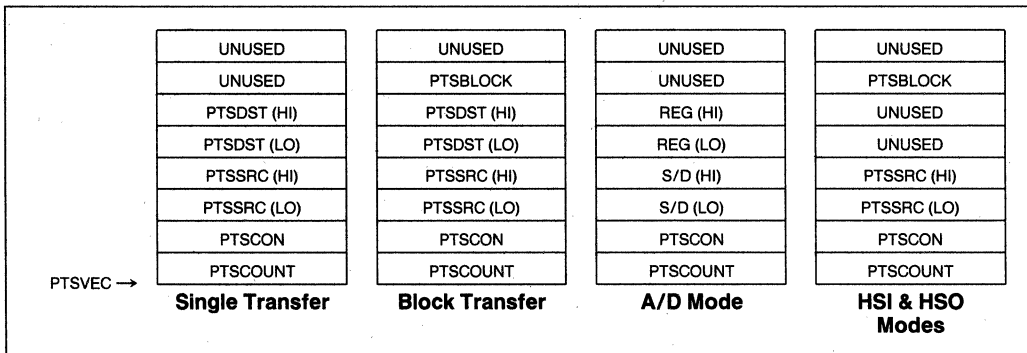 UNUSED UNUSED UNUSED UNUSED
UNUSED PTSBLOCK UNUSED PTSBLOCK
PTSDST (HI) PTSDST (HI) REG (HI) UNUSED
PTSDST (LO) PTSDST (LO) REG (LO) UNUSED
PTSSRC (HI) PTSSRC (HI) S/D (HI) PTSSRC (HI)
PTSSRC (LO) PTSSRC (LO) S/D (LO) PTSSRC (LO)
PTSCON PTSCON PTSCON PTSCON
PTSVEC → PTSCOUNT PTSCOUNT PTSCOUNT PTSCOUNT
Single Transfer Block Transfer A/D Mode HSI & HSO
Modes